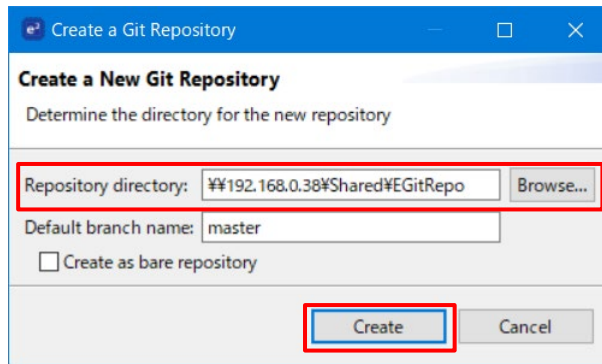 e² Create a Git Repository
Create a New Git Repository
Determine the directory for the new repository
Repository directory: ¥¥192.168.0.38¥Shared¥EGitRepo Browse...
Default branch name: master
Create as bare repository
Create Cancel